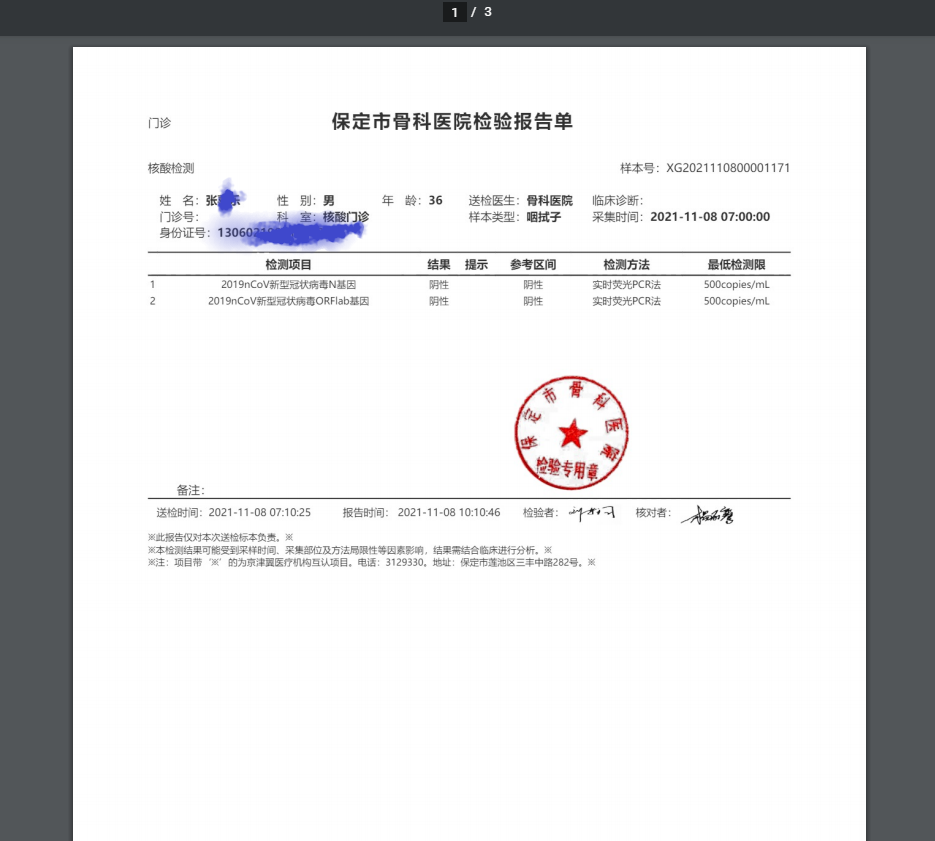 1 / 3
门诊
保定市骨科医院检验报告单
核酸检测 样本号：XG2021110800001171
姓 名：张 性 别：男 年 龄：36 送检医生：骨科医院 临床诊断：
门诊号： 科 室：核酸门诊 样本类型：咽拭子 采集时间：2021-11-08 07:00:00
身份证号：130602
检测项目 结果 提示 参考区间 检测方法 最低检测限
1 2019nCoV新型冠状病毒N基因 阴性 阴性 实时荧光PCR法 500copies/mL
2 2019nCoV新型冠状病毒ORFlab基因 阴性 阴性 实时荧光PCR法 500copies/mL
保定市骨科医院
检验专用章
备注：
送检时间：2021-11-08 07:10:25 报告时间： 2021-11-08 10:10:46 检验者： 核对者：
※此报告仅对本次送检标本负责。※
※本检测结果可能受到采样时间、采集部位及方法局限性等因素影响，结果需结合临床进行分析。※
※注：项目带‘※’的为京津冀医疗机构互认项目。电话：3129330。地址：保定市莲池区三丰中路282号。※